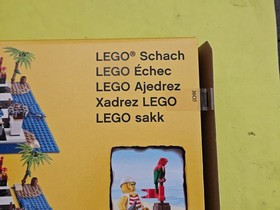 LEGO® Schach
LEGO Échec
LEGO Ajedrez
Xadrez LEGO
LEGO sakk